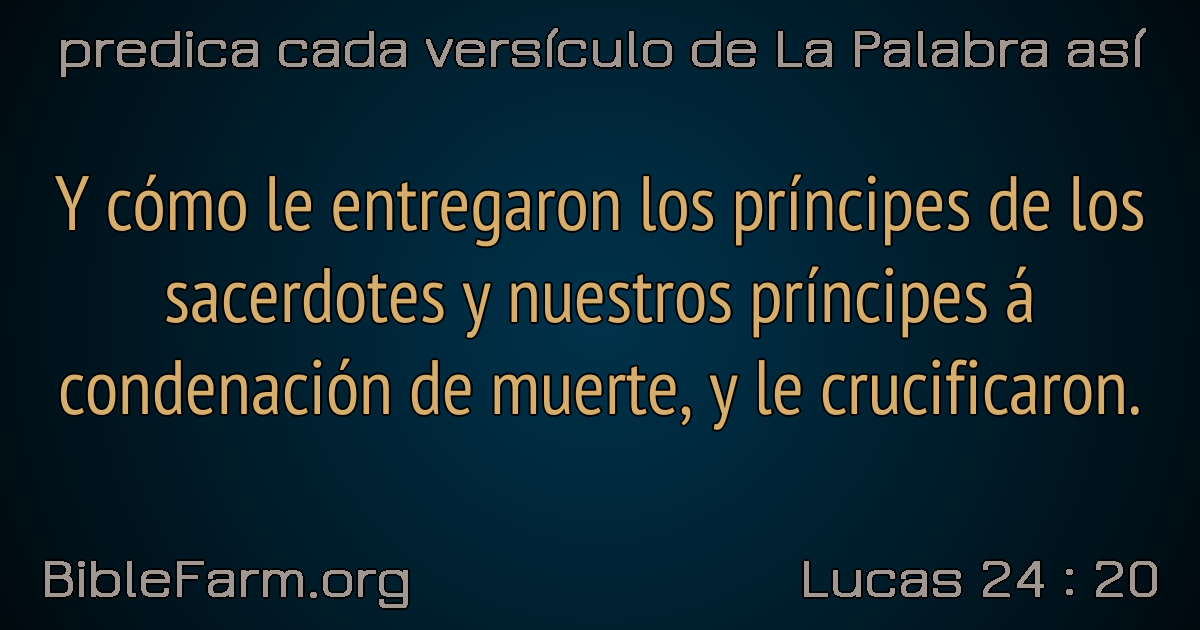 predica cada versículo de La Palabra así
Y cómo le entregaron los príncipes de los
sacerdotes y nuestros príncipes á
condenación de muerte, y le crucificaron.
BibleFarm.org
Lucas 24 : 20